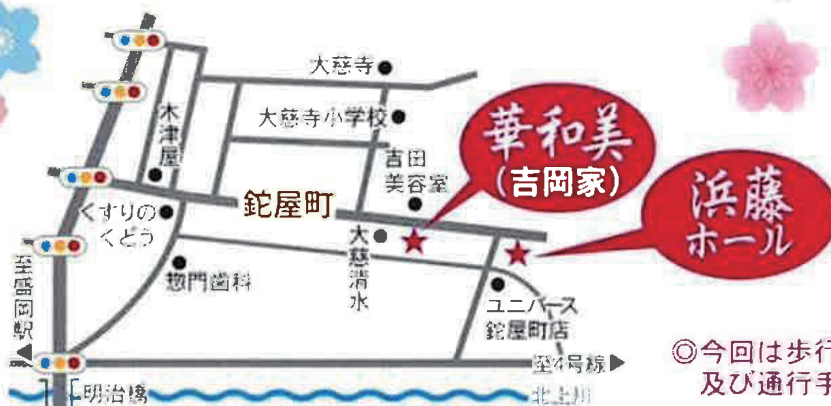 大慈寺
大慈寺小学校
木津屋
吉田
美容室
華和美
(吉岡家)
浜藤
ホール
鉈屋町
くすりの
くどう
惣門歯科
大慈清水
ユニバース
鉈屋町店
至盛岡駅
至4号線
明治橋
北上川
◎今回は歩行
及び通行手